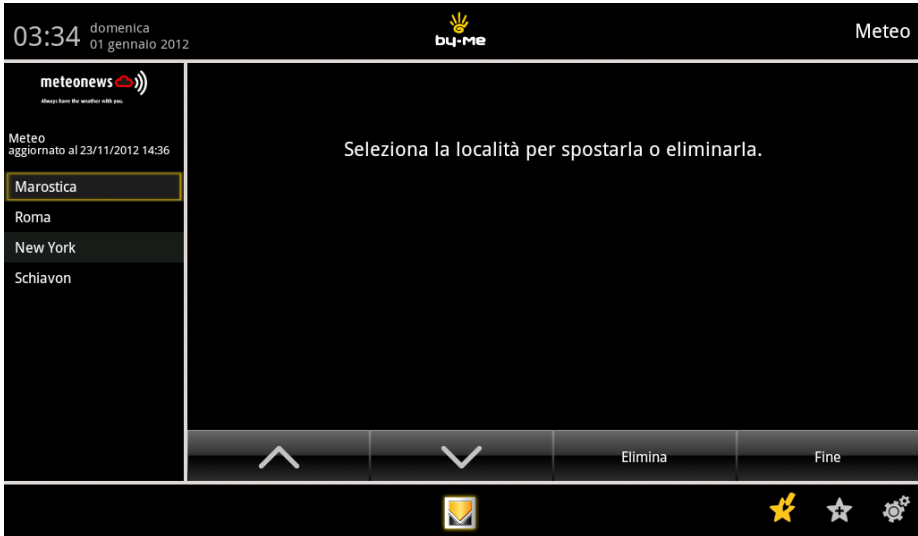 03:34
domenica
01 gennaio 2012
by-me
Meteo
meteonews
Always have the weather with you.
Meteo
aggiornato al 23/11/2012 14:36
Marostica
Roma
New York
Schiavon
Seleziona la località per spostarla o eliminarla.
Elimina
Fine